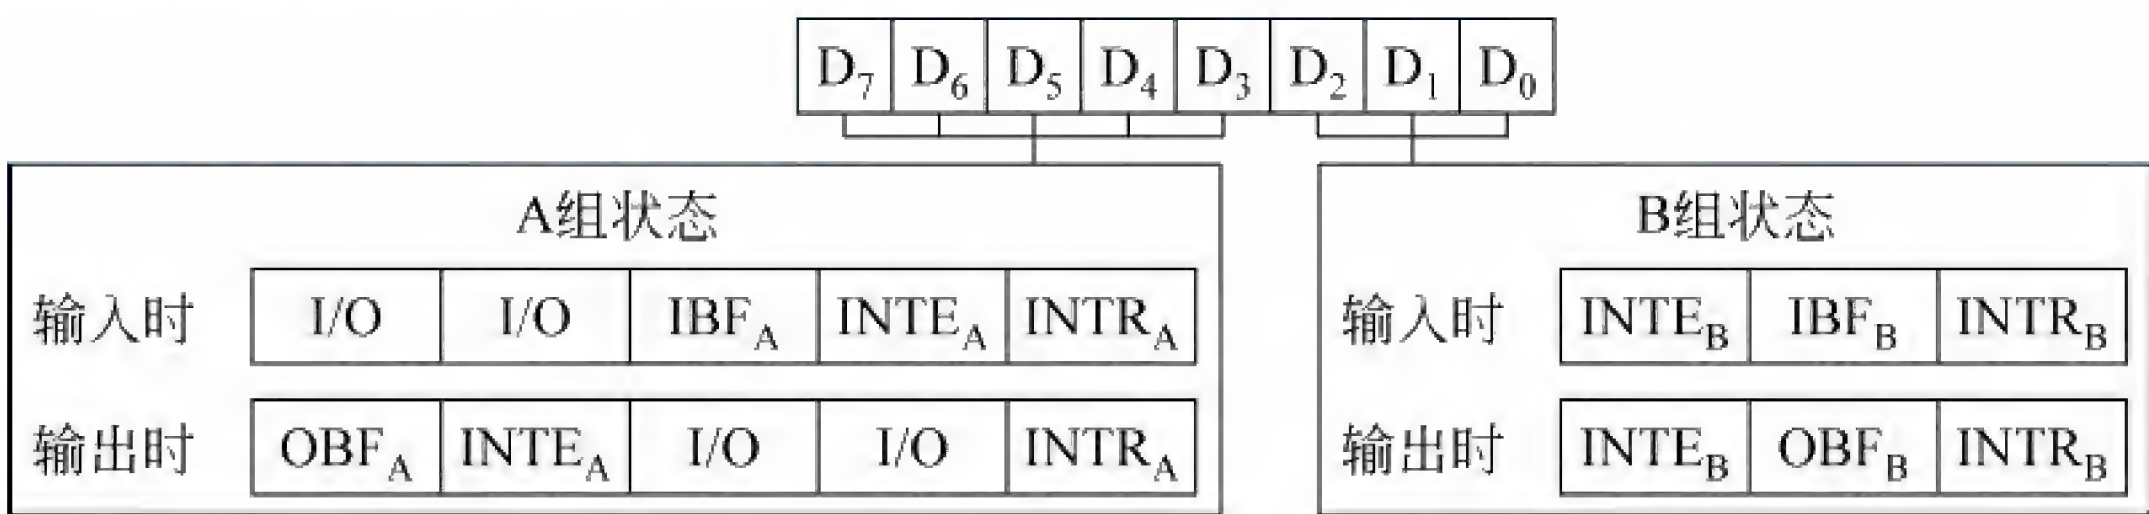 D7 D6 D5 D4 D3 D2 D1 D0
A组状态
输入时 I/O I/O IBFA INTEA INTRA
输出时 OBFA INTEA I/O I/O INTRA
B组状态
输入时 INTEB IBFB INTRB
输出时 INTEB OBFB INTRB